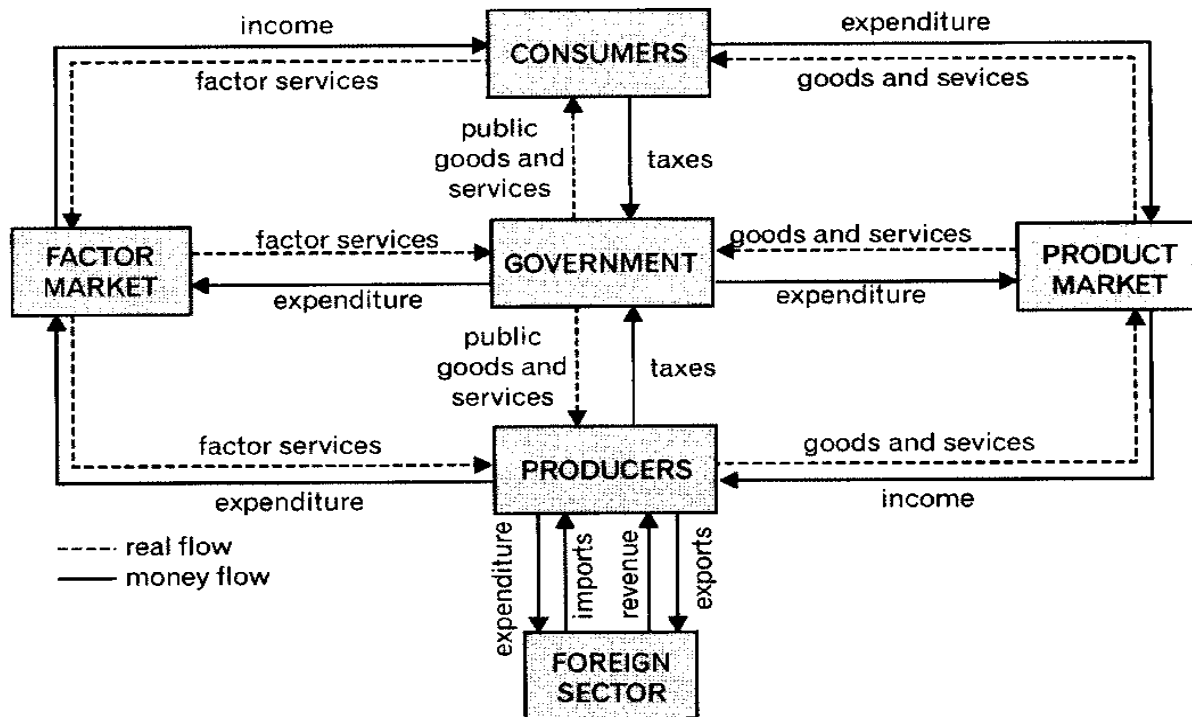 income
CONSUMERS
expenditure
factor services
goods and sevices
public
goods and
services
taxes
FACTOR
MARKET
factor services
expenditure
GOVERNMENT
goods and services
expenditure
PRODUCT
MARKET
public
goods and
services
taxes
factor services
expenditure
PRODUCERS
goods and sevices
income
real flow
money flow
expenditure
imports
revenue
exports
FOREIGN
SECTOR